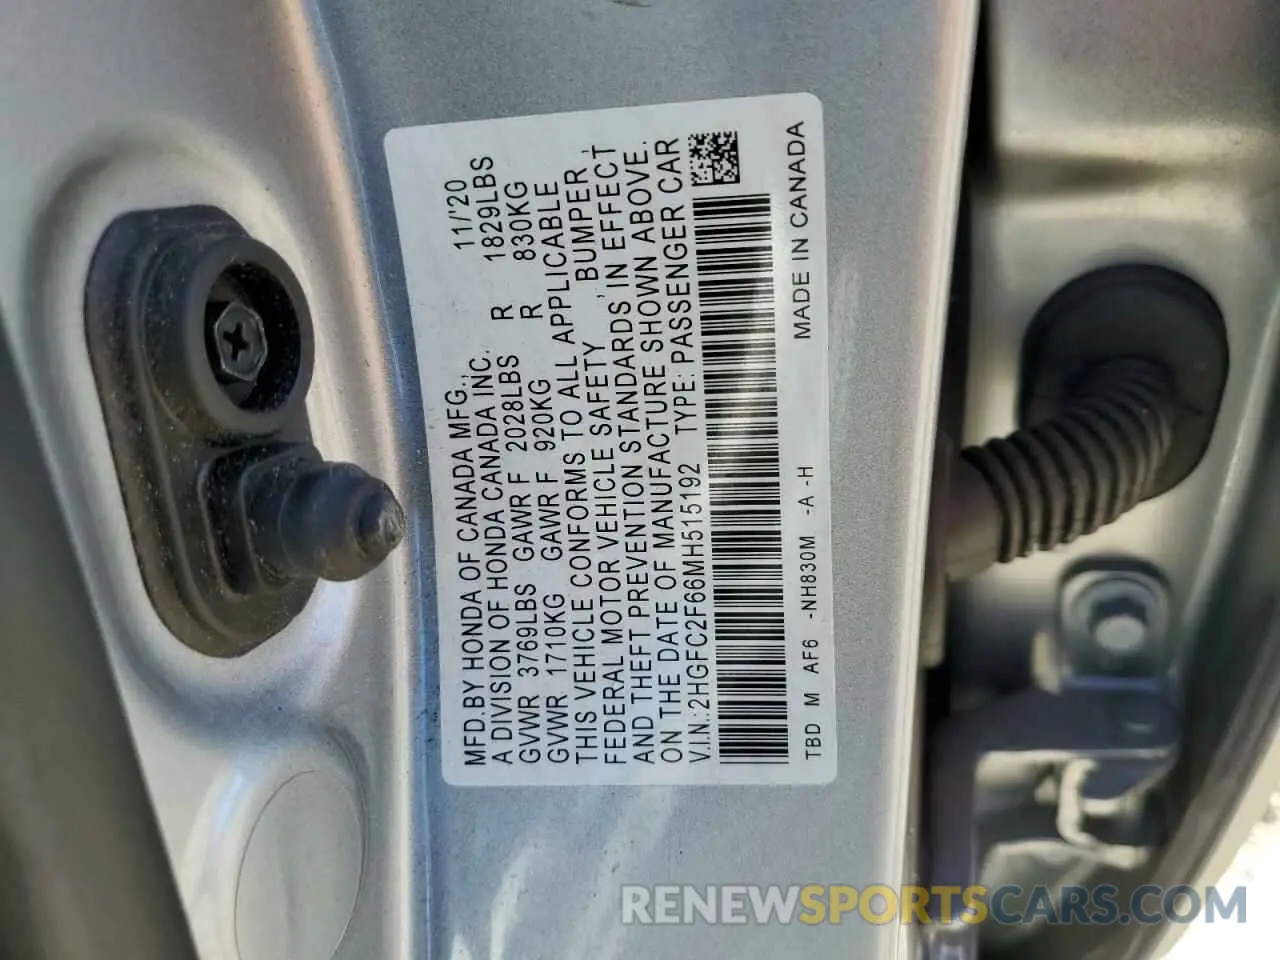 MFD.BY HONDA OF CANADA MFG., 11/'20
A DIVISION OF HONDA CANADA INC.
GVWR 3769LBS GAWR F 2028LBS R 1829LBS
GVWR 1710KG GAWR F 920KG R 830KG
THIS VEHICLE CONFORMS TO ALL APPLICABLE
FEDERAL MOTOR VEHICLE SAFETY, BUMPER,
AND THEFT PREVENTION STANDARDS IN EFFECT
ON THE DATE OF MANUFACTURE SHOWN ABOVE.
V.I.N.:2HGFC2F66MH515192 TYPE:PASSENGER CAR
TBD M AF6 -NH830M -A -H MADE IN CANADA
RENEWSPORTSCARS.COM